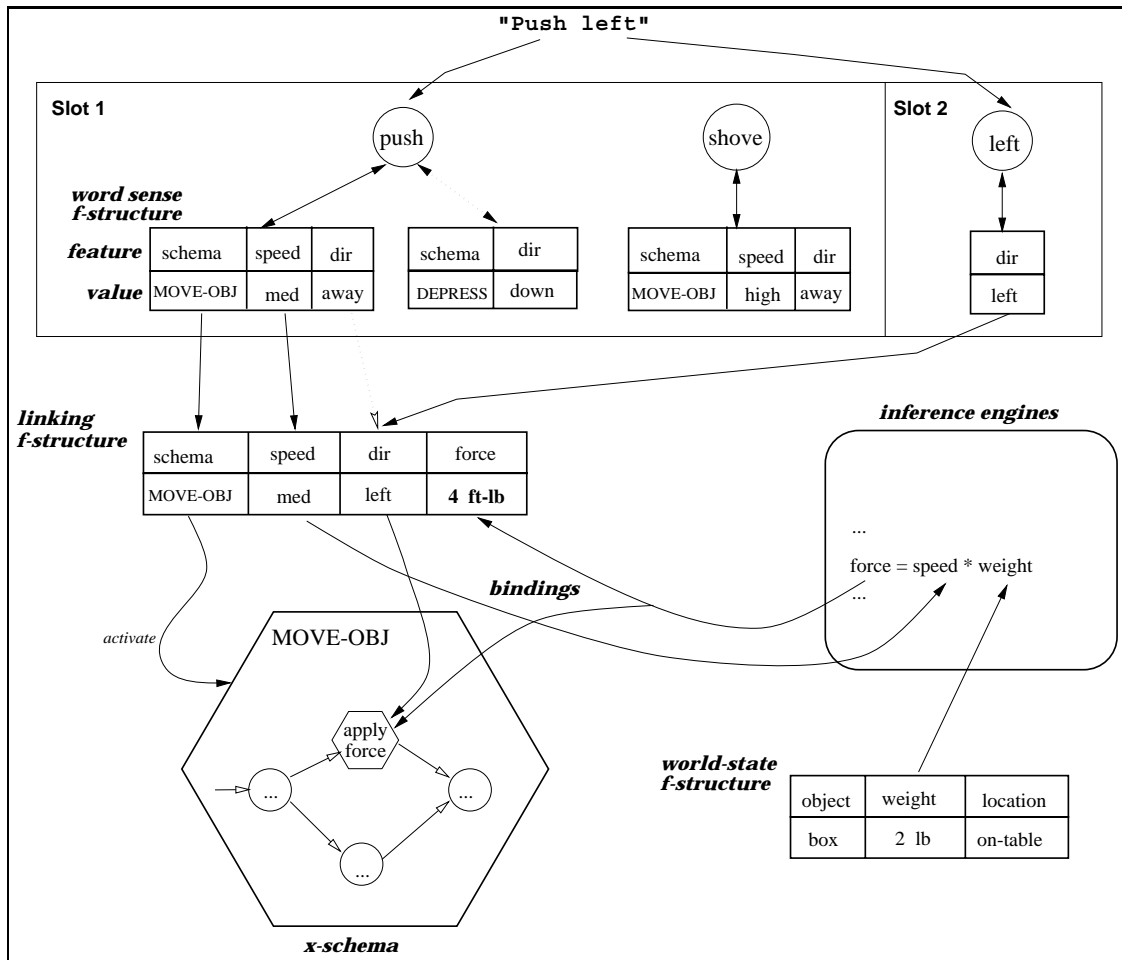 "Push left"
Slot 1
Slot 2
push
shove
left
word sense
f-structure
feature
schema speed dir
schema dir
schema speed dir
dir
value
MOVE-OBJ med away
DEPRESS down
MOVE-OBJ high away
left
linking
f-structure
inference engines
schema speed dir force
MOVE-OBJ med left 4 ft-lb
...
force = speed * weight
...
bindings
activate
MOVE-OBJ
apply
force
...
...
...
world-state
f-structure
object weight location
box 2 lb on-table
x-schema